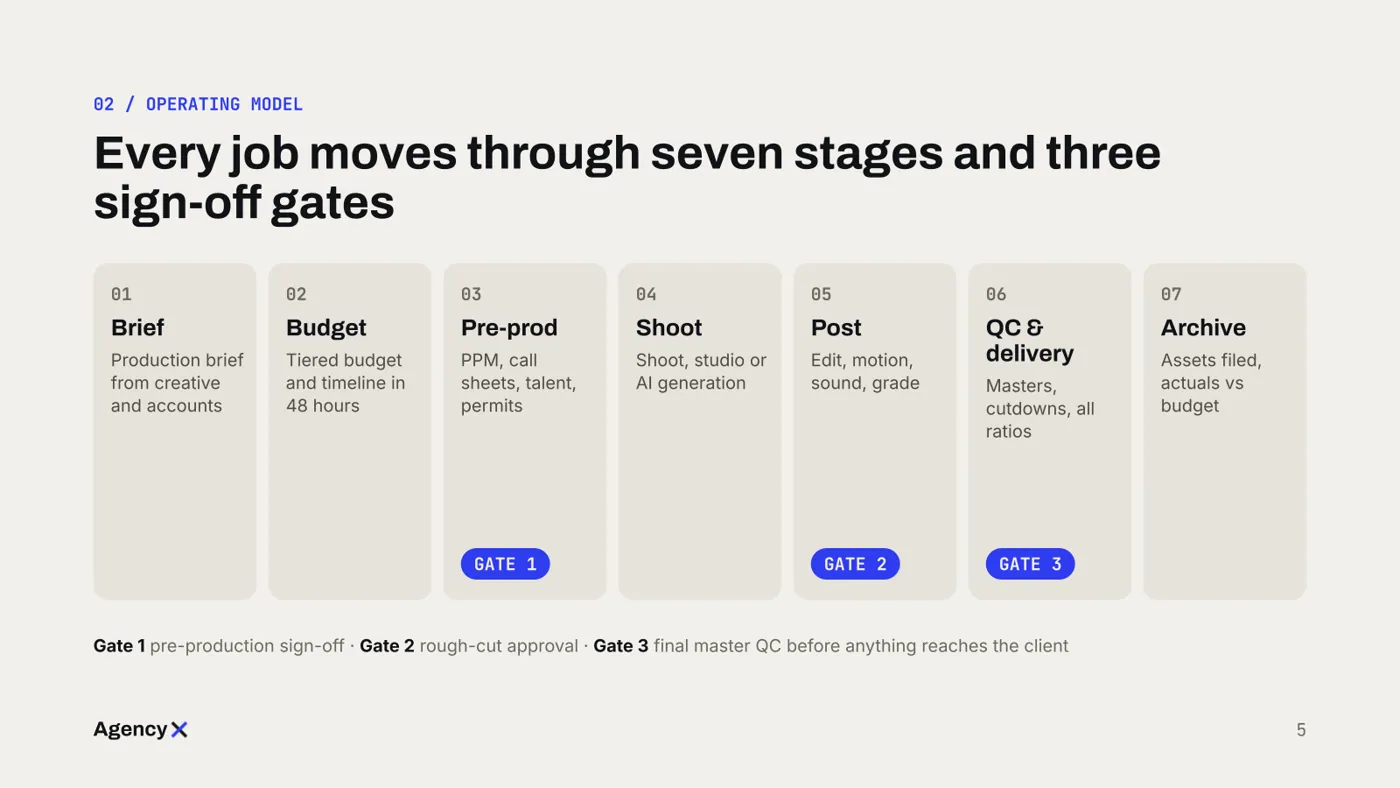 02 / OPERATING MODEL
Every job moves through seven stages and three
sign-off gates
01
Brief
Production brief
from creative
and accounts
02
Budget
Tiered budget
and timeline in
48 hours
03
Pre-prod
PPM, call
sheets, talent,
permits
GATE 1
04
Shoot
Shoot, studio or
AI generation
05
Post
Edit, motion,
sound, grade
GATE 2
06
QC &
delivery
Masters,
cutdowns, all
ratios
GATE 3
07
Archive
Assets filed,
actuals vs
budget
Gate 1 pre-production sign-off · Gate 2 rough-cut approval · Gate 3 final master QC before anything reaches the client
Agency X
5